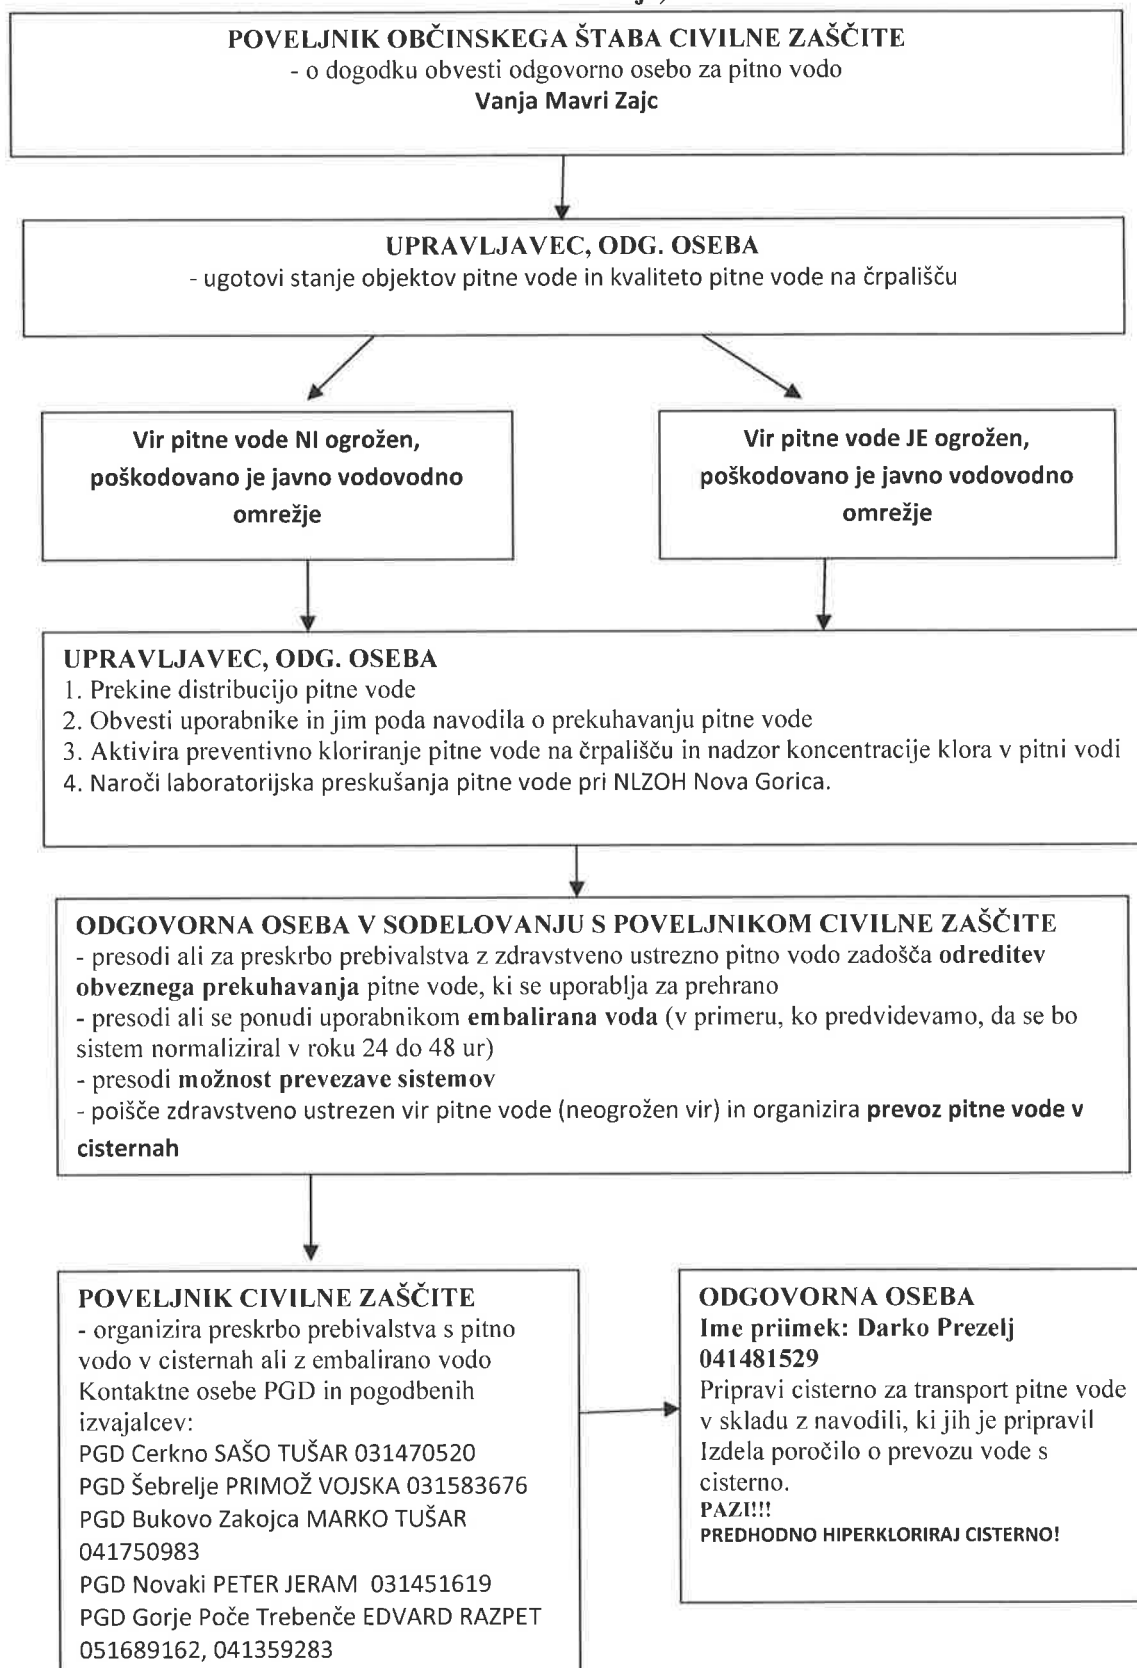 POVELJNIK OBČINSKEGA ŠTABA CIVILNE ZAŠČITE
- o dogodku obvesti odgovorno osebo za pitno vodo
Vanja Mavri Zajc
UPRAVLJAVEC, ODG. OSEBA
- ugotovi stanje objektov pitne vode in kvaliteto pitne vode na črpališču
Vir pitne vode NI ogrožen,
poškodovano je javno vodovodno
omrežje
Vir pitne vode JE ogrožen,
poškodovano je javno vodovodno
omrežje
UPRAVLJAVEC, ODG. OSEBA
1. Prekine distribucijo pitne vode
2. Obvesti uporabnike in jim poda navodila o prekuhavanju pitne vode
3. Aktivira preventivno kloriranje pitne vode na črpališču in nadzor koncentracije klora v pitni vodi
4. Naroči laboratorijska preskušanja pitne vode pri NLZOH Nova Gorica.
ODGOVORNA OSEBA V SODELOVANJU S POVELJNIKOM CIVILNE ZAŠČITE
- presodi ali za preskrbo prebivalstva z zdravstveno ustrezno pitno vodo zadošča odreditev
obveznega prekuhavanja pitne vode, ki se uporablja za prehrano
- presodi ali se ponudi uporabnikom embalirana voda (v primeru, ko predvidevamo, da se bo
sistem normaliziral v roku 24 do 48 ur)
- presodi možnost prevezave sistemov
- poišče zdravstveno ustrezen vir pitne vode (neogrožen vir) in organizira prevoz pitne vode v
cisternah
POVELJNIK CIVILNE ZAŠČITE
- organizira preskrbo prebivalstva s pitno
vodo v cisternah ali z embalirano vodo
Kontaktne osebe PGD in pogodbenih
izvajalcev:
PGD Cerkno SAŠO TUŠAR 031470520
PGD Šebrelje PRIMOŽ VOJSKA 031583676
PGD Bukovo Zakojca MARKO TUŠAR
041750983
PGD Novaki PETER JERAM 031451619
PGD Gorje Poče Trebenče EDVARD RAZPET
051689162, 041359283
ODGOVORNA OSEBA
Ime priimek: Darko Prezelj
041481529
Pripravi cisterno za transport pitne vode
v skladu z navodili, ki jih je pripravil
Izdela poročilo o prevozu vode s
cisterno.
PAZI!!!
PREDHODNO HIPERKLORIRAJ CISTERNO!